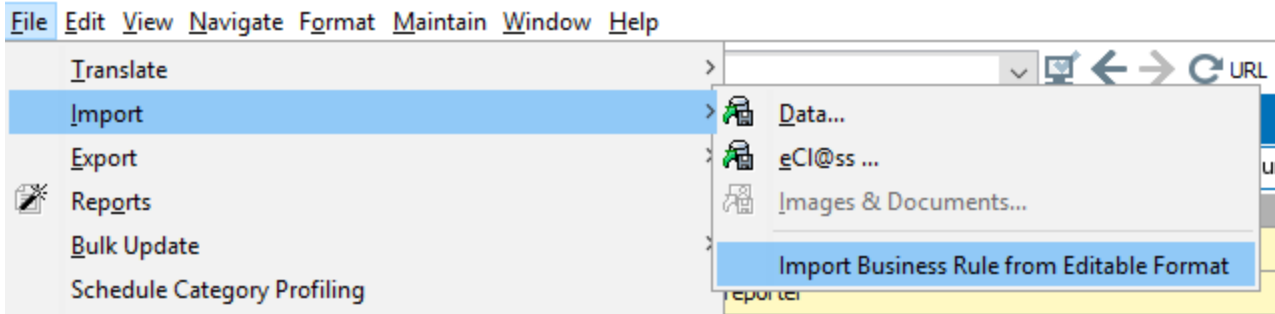 File Edit View Navigate Format Maintain Window Help
Translate
URL
Import
Data...
Export
eCl@ss ...
Reports
Images & Documents...
Bulk Update
Import Business Rule from Editable Format
Schedule Category Profiling